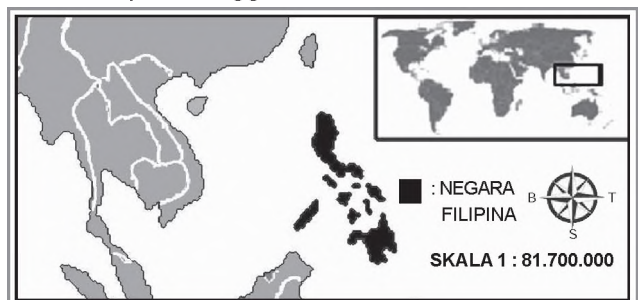 : NEGARA
FILIPINA
B
T
S
SKALA 1 : 81.700.000